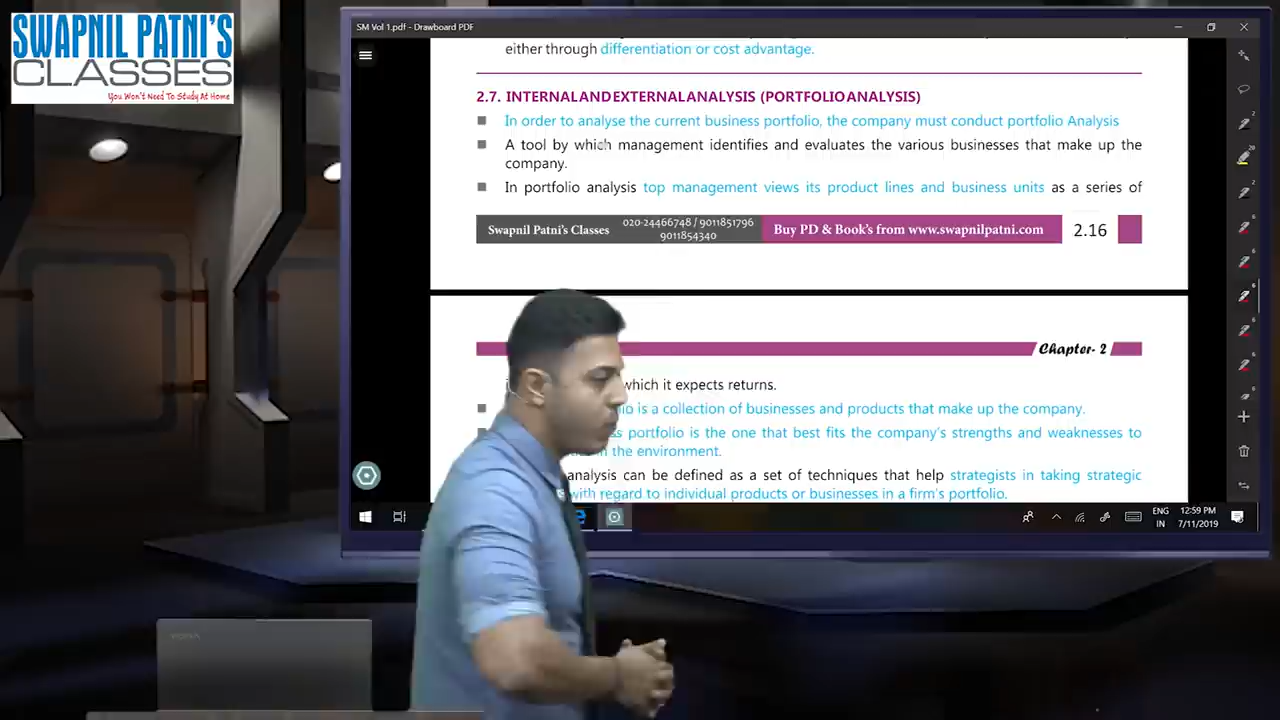 SWAPNIL PATNI'S
CLASSES
You Won't Need To Study At Home
SM Vol 1.pdf - Drawboard PDF
either through differentiation or cost advantage.
2.7. INTERNAL AND EXTERNAL ANALYSIS (PORTFOLIO ANALYSIS)
In order to analyse the current business portfolio, the company must conduct portfolio Analysis
A tool by which management identifies and evaluates the various businesses that make up the
company.
In portfolio analysis top management views its product lines and business units as a series of
Swapnil Patni's Classes 020-24466748 / 9011851796 Buy PD & Book's from www.swapnilpatni.com 2.16
9011854340
Chapter- 2
which it expects returns.
is a collection of businesses and products that make up the company.
portfolio is the one that best fits the company's strengths and weaknesses to
in the environment.
analysis can be defined as a set of techniques that help strategists in taking strategic
with regard to individual products or businesses in a firm's portfolio.
ENG 12:59 PM
IN 7/11/2019